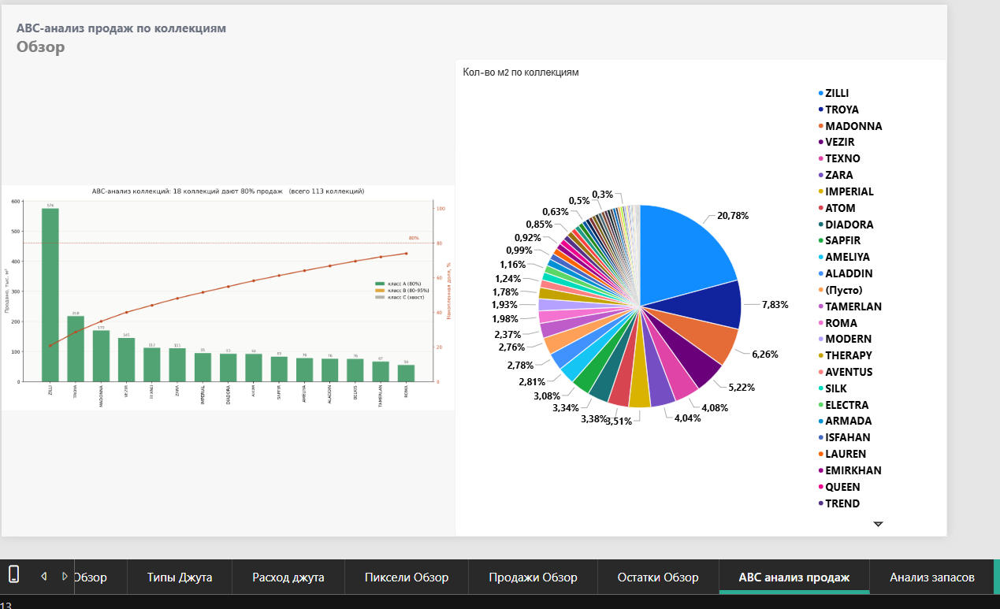 ABC-анализ продаж по коллекциям
Обзор
Кол-во м2 по коллекциям
ABC-анализ коллекций: 18 коллекций дают 80% продаж (всего 113 коллекций)
600
500
400
300
200
100
0
Продано, тыс. м²
576
218
170
145
112
111
92
83
76
76
76
67
56
ZILLI
TROYA
MADONNA
VEZIR
TEXNO
ZARA
IMPERIAL
DIADORA
ATOM
SAPFIR
AMELIYA
ALADDIN
TAMERLAN
ROMA
80%
класс A (80%)
класс B (80-95%)
класс C (хвост)
100
80
60
40
20
0
Накопленная доля, %
20,78%
7,83%
6,26%
5,22%
4,08%
4,04%
3,51%
3,38%
3,34%
3,08%
2,81%
2,78%
2,76%
2,37%
1,98%
1,93%
1,78%
1,24%
1,16%
0,99%
0,92%
0,85%
0,63%
0,5%
0,3%
ZILLI
TROYA
MADONNA
VEZIR
TEXNO
ZARA
IMPERIAL
ATOM
DIADORA
SAPFIR
AMELIYA
ALADDIN
(Пусто)
TAMERLAN
ROMA
MODERN
THERAPY
AVENTUS
SILK
ELECTRA
ARMADA
ISFAHAN
LAUREN
EMIRKHAN
QUEEN
TREND
Обзор
Типы Джута
Расход джута
Пиксели Обзор
Продажи Обзор
Остатки Обзор
ABC анализ продаж
Анализ запасов
13